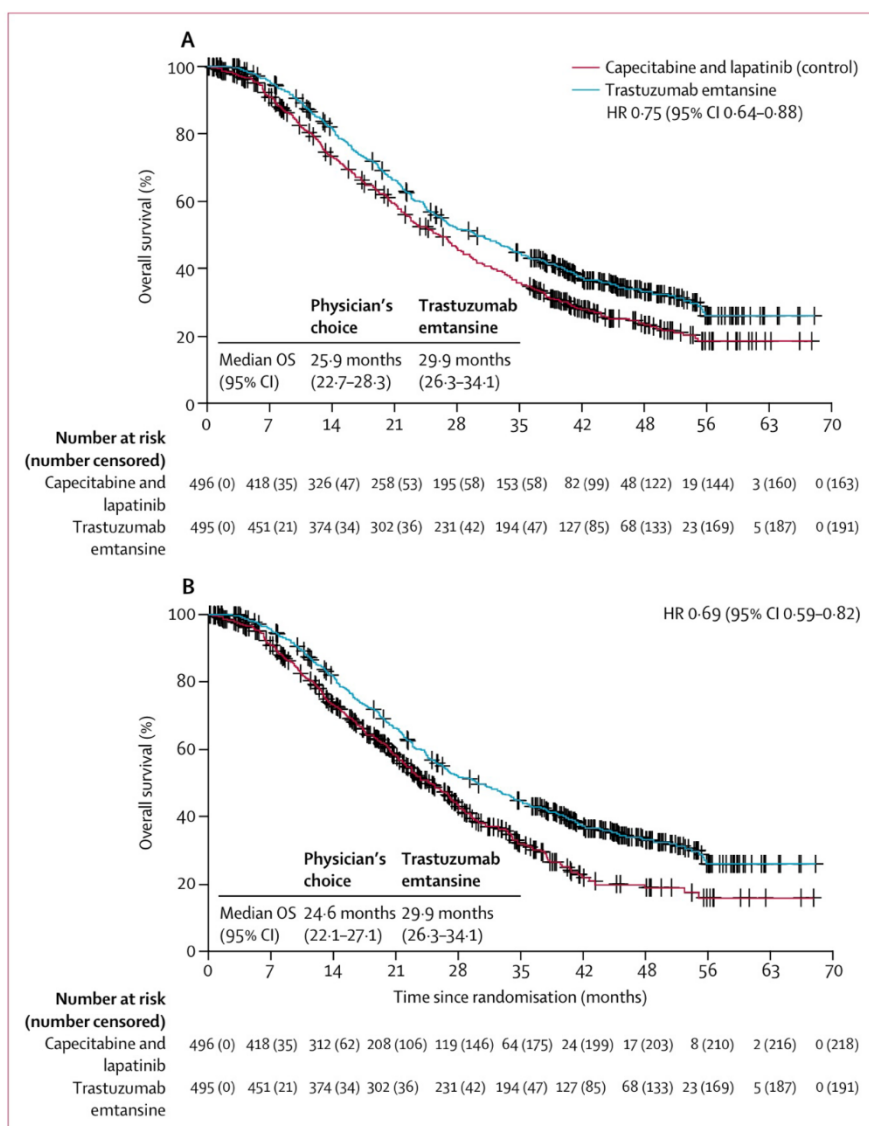 A
100
80
60
40
20
0
Overall survival (%)
Capecitabine and lapatinib (control)
Trastuzumab emtansine
HR 0·75 (95% CI 0·64–0·88)
Physician's choice
Trastuzumab emtansine
Median OS (95% CI)
25·9 months (22·7–28·3)
29·9 months (26·3–34·1)
0 7 14 21 28 35 42 48 56 63 70
Number at risk
(number censored)
Capecitabine and lapatinib
496 (0) 418 (35) 326 (47) 258 (53) 195 (58) 153 (58) 82 (99) 48 (122) 19 (144) 3 (160) 0 (163)
Trastuzumab emtansine
495 (0) 451 (21) 374 (34) 302 (36) 231 (42) 194 (47) 127 (85) 68 (133) 23 (169) 5 (187) 0 (191)
B
100
80
60
40
20
0
Overall survival (%)
HR 0·69 (95% CI 0·59–0·82)
Physician's choice
Trastuzumab emtansine
Median OS (95% CI)
24·6 months (22·1–27·1)
29·9 months (26·3–34·1)
0 7 14 21 28 35 42 48 56 63 70
Time since randomisation (months)
Number at risk
(number censored)
Capecitabine and lapatinib
496 (0) 418 (35) 312 (62) 208 (106) 119 (146) 64 (175) 24 (199) 17 (203) 8 (210) 2 (216) 0 (218)
Trastuzumab emtansine
495 (0) 451 (21) 374 (34) 302 (36) 231 (42) 194 (47) 127 (85) 68 (133) 23 (169) 5 (187) 0 (191)